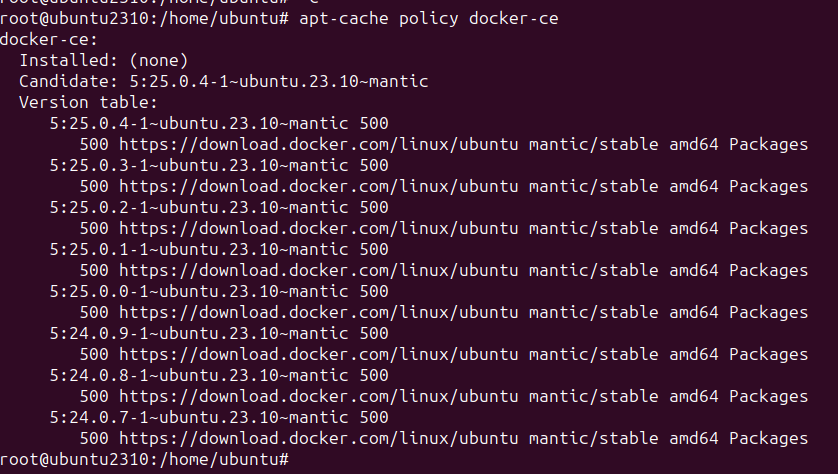 root@ubuntu2310:/home/ubuntu# ^C
root@ubuntu2310:/home/ubuntu# apt-cache policy docker-ce
docker-ce:
  Installed: (none)
  Candidate: 5:25.0.4-1~ubuntu.23.10~mantic
  Version table:
     5:25.0.4-1~ubuntu.23.10~mantic 500
        500 https://download.docker.com/linux/ubuntu mantic/stable amd64 Packages
     5:25.0.3-1~ubuntu.23.10~mantic 500
        500 https://download.docker.com/linux/ubuntu mantic/stable amd64 Packages
     5:25.0.2-1~ubuntu.23.10~mantic 500
        500 https://download.docker.com/linux/ubuntu mantic/stable amd64 Packages
     5:25.0.1-1~ubuntu.23.10~mantic 500
        500 https://download.docker.com/linux/ubuntu mantic/stable amd64 Packages
     5:25.0.0-1~ubuntu.23.10~mantic 500
        500 https://download.docker.com/linux/ubuntu mantic/stable amd64 Packages
     5:24.0.9-1~ubuntu.23.10~mantic 500
        500 https://download.docker.com/linux/ubuntu mantic/stable amd64 Packages
     5:24.0.8-1~ubuntu.23.10~mantic 500
        500 https://download.docker.com/linux/ubuntu mantic/stable amd64 Packages
     5:24.0.7-1~ubuntu.23.10~mantic 500
        500 https://download.docker.com/linux/ubuntu mantic/stable amd64 Packages
root@ubuntu2310:/home/ubuntu#